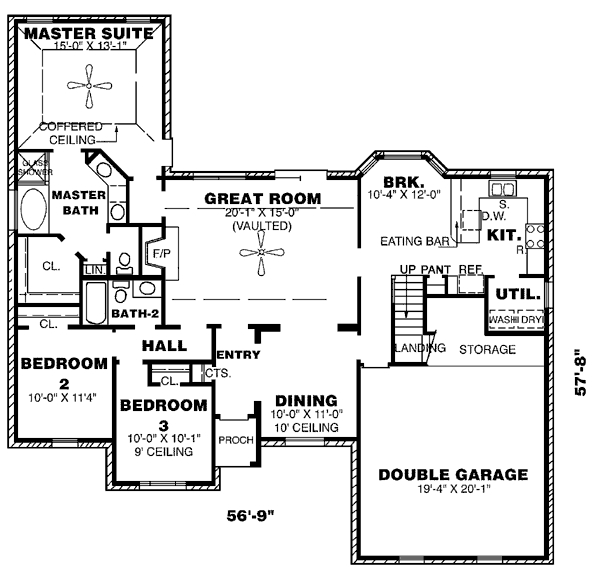 MASTER SUITE
15'-0" X 13'-1"
COFFERED
CEILING
GLASS
SHOWER
MASTER
BATH
CL.
LIN.
F/P
GREAT ROOM
20'-1" X 15'-0"
(VAULTED)
BRK.
10'-4" X 12'-0"
EATING BAR
S.
D.W.
KIT.
R
UP
PANT
REF.
UTIL.
WASH
DRY
LANDING
STORAGE
CL.
BATH-2
HALL
ENTRY
BEDROOM
2
10'-0" X 11'4"
CL.
CTS.
BEDROOM
3
10'-0" X 10'-1"
9' CEILING
PROCH
DINING
10'-0" X 11'-0"
10' CEILING
DOUBLE GARAGE
19'-4" X 20'-1"
56'-9"
57'-8"